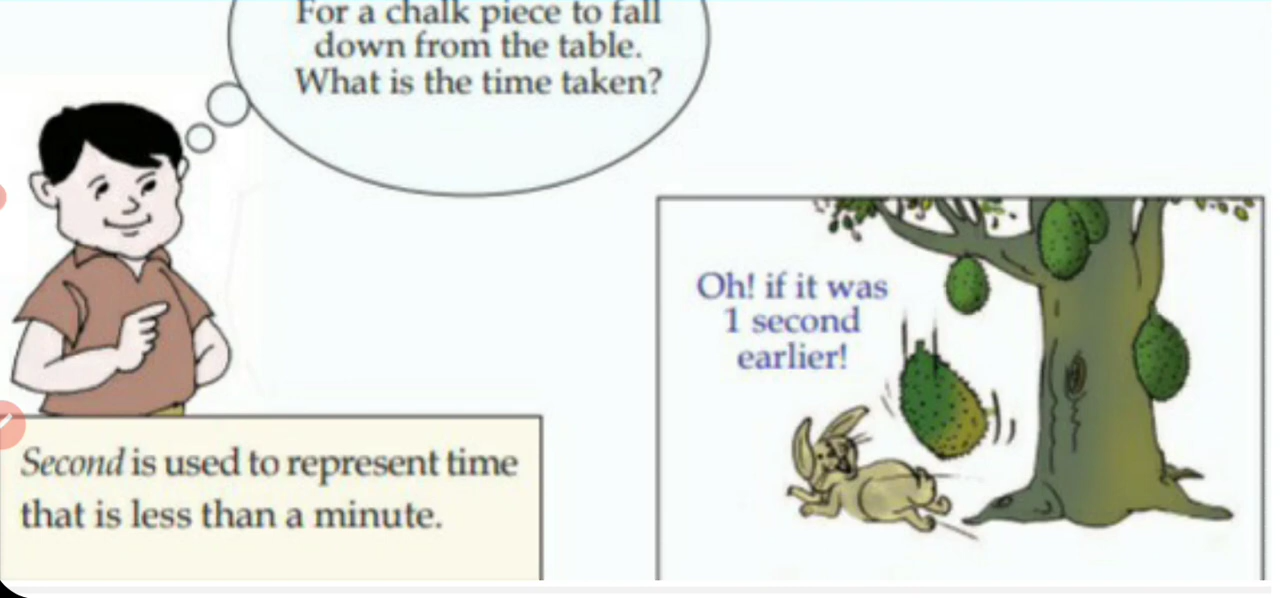 For a chalk piece to fall
down from the table.
What is the time taken?
Oh! if it was
1 second
earlier!
Second is used to represent time
that is less than a minute.